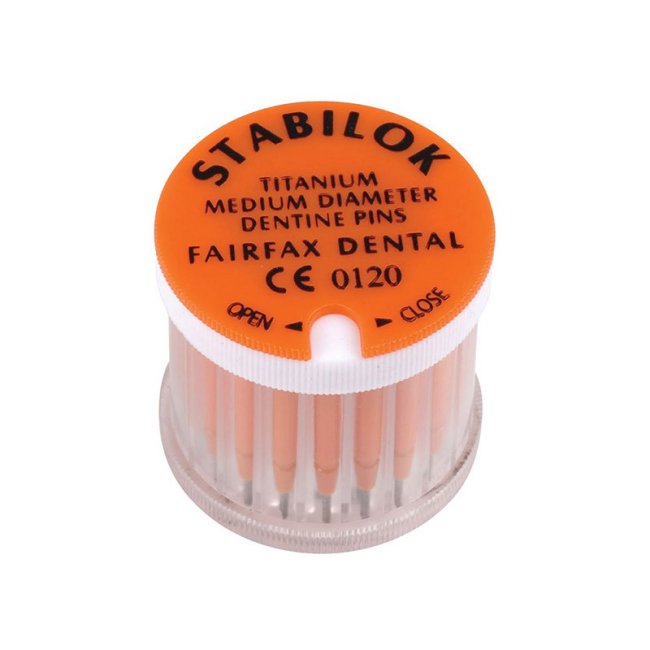 STABILOK
TITANIUM
MEDIUM DIAMETER
DENTINE PINS
FAIRFAX DENTAL
CE 0120
OPEN ◄ ► CLOSE